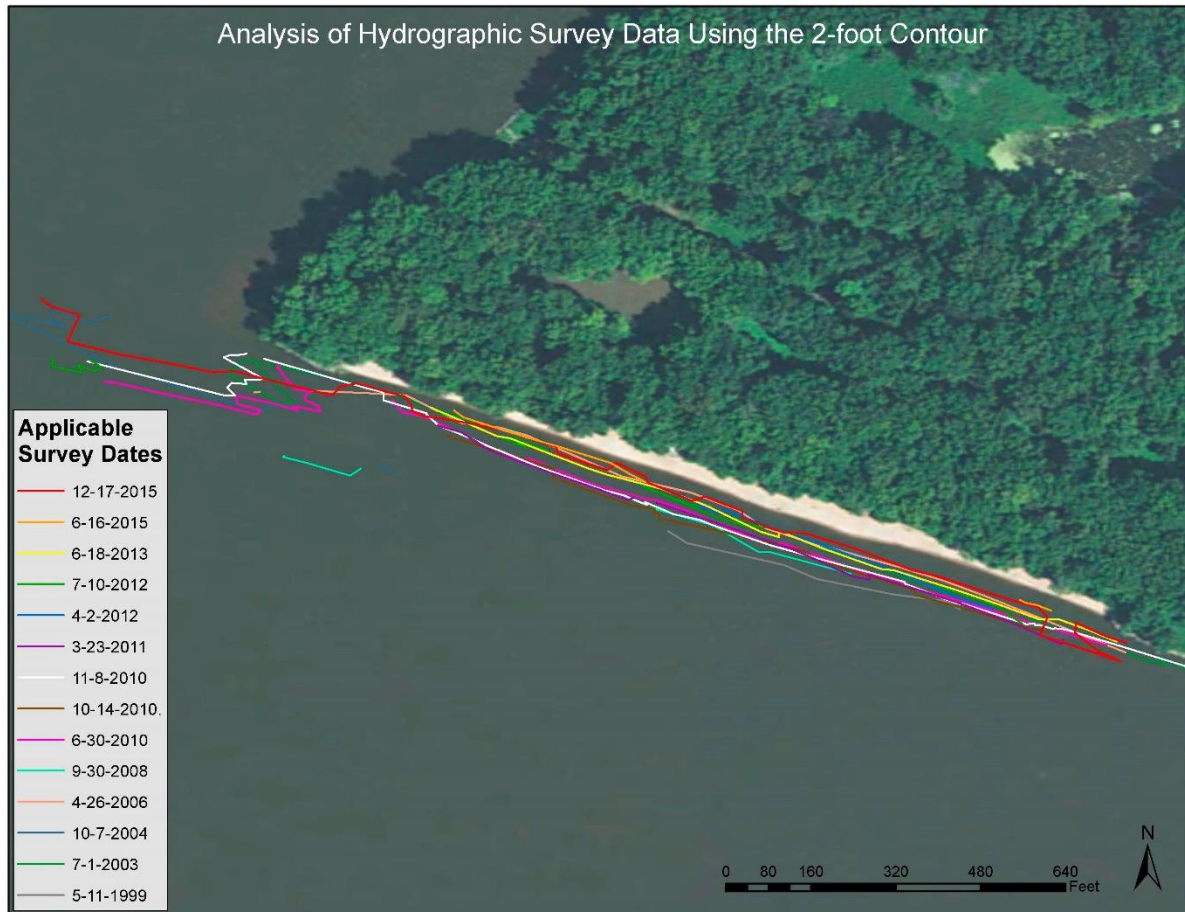 Analysis of Hydrographic Survey Data Using the 2-foot Contour
Applicable
Survey Dates
12-17-2015
6-16-2015
6-18-2013
7-10-2012
4-2-2012
3-23-2011
11-8-2010
10-14-2010.
6-30-2010
9-30-2008
4-26-2006
10-7-2004
7-1-2003
5-11-1999
N
0 80 160 320 480 640
Feet